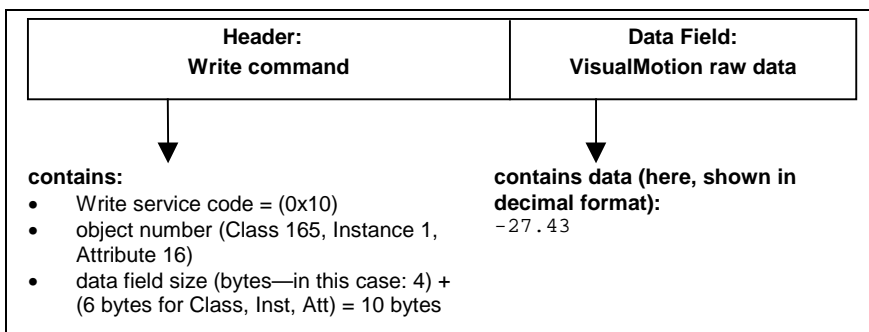 Header:
Write command
Data Field:
VisualMotion raw data
contains:
• Write service code = (0x10)
• object number (Class 165, Instance 1,
Attribute 16)
• data field size (bytes—in this case: 4) +
(6 bytes for Class, Inst, Att) = 10 bytes
contains data (here, shown in
decimal format):
-27.43